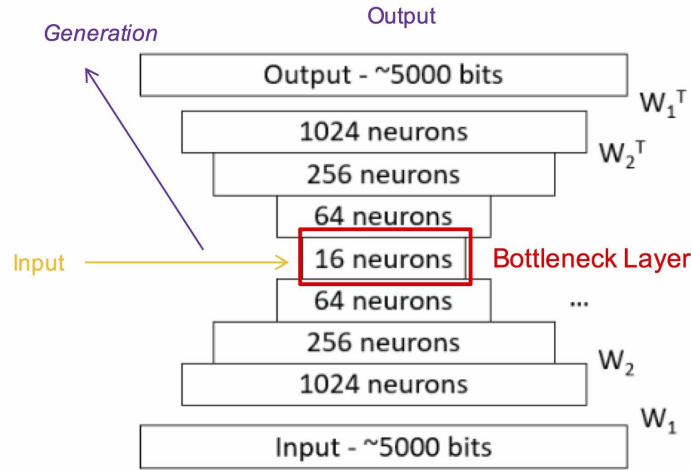 Output
Generation
Output - ~5000 bits
W₁ᵀ
1024 neurons
W₂ᵀ
256 neurons
64 neurons
Input
16 neurons
Bottleneck Layer
64 neurons
...
256 neurons
W₂
1024 neurons
W₁
Input - ~5000 bits